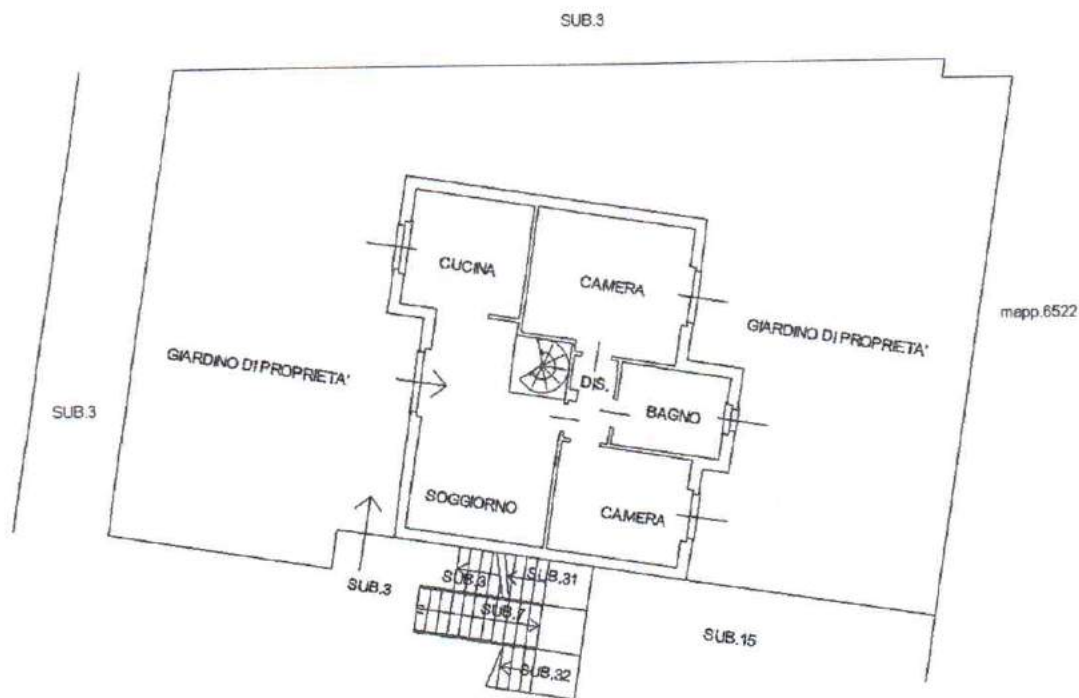 SUB.3
CUCINA
CAMERA
mapp.6522
GIARDINO DI PROPRIETA'
GIARDINO DI PROPRIETA'
DIS.
SUB.3
BAGNO
SOGGIORNO
CAMERA
SUB.3
SUB.3
SUB.31
SUB.7
SUB.15
SUB.32